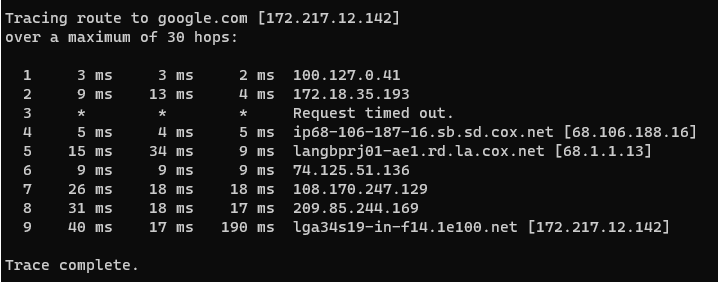 Tracing route to google.com [172.217.12.142]
over a maximum of 30 hops:
1 3 ms 3 ms 2 ms 100.127.0.41
2 9 ms 13 ms 4 ms 172.18.35.193
3 * * * Request timed out.
4 5 ms 4 ms 5 ms ip68-106-187-16.sb.sd.cox.net [68.106.188.16]
5 15 ms 34 ms 9 ms langbprj01-ae1.rd.la.cox.net [68.1.1.13]
6 9 ms 9 ms 9 ms 74.125.51.136
7 26 ms 18 ms 18 ms 108.170.247.129
8 31 ms 18 ms 17 ms 209.85.244.169
9 40 ms 17 ms 190 ms lga34s19-in-f14.1e100.net [172.217.12.142]
Trace complete.